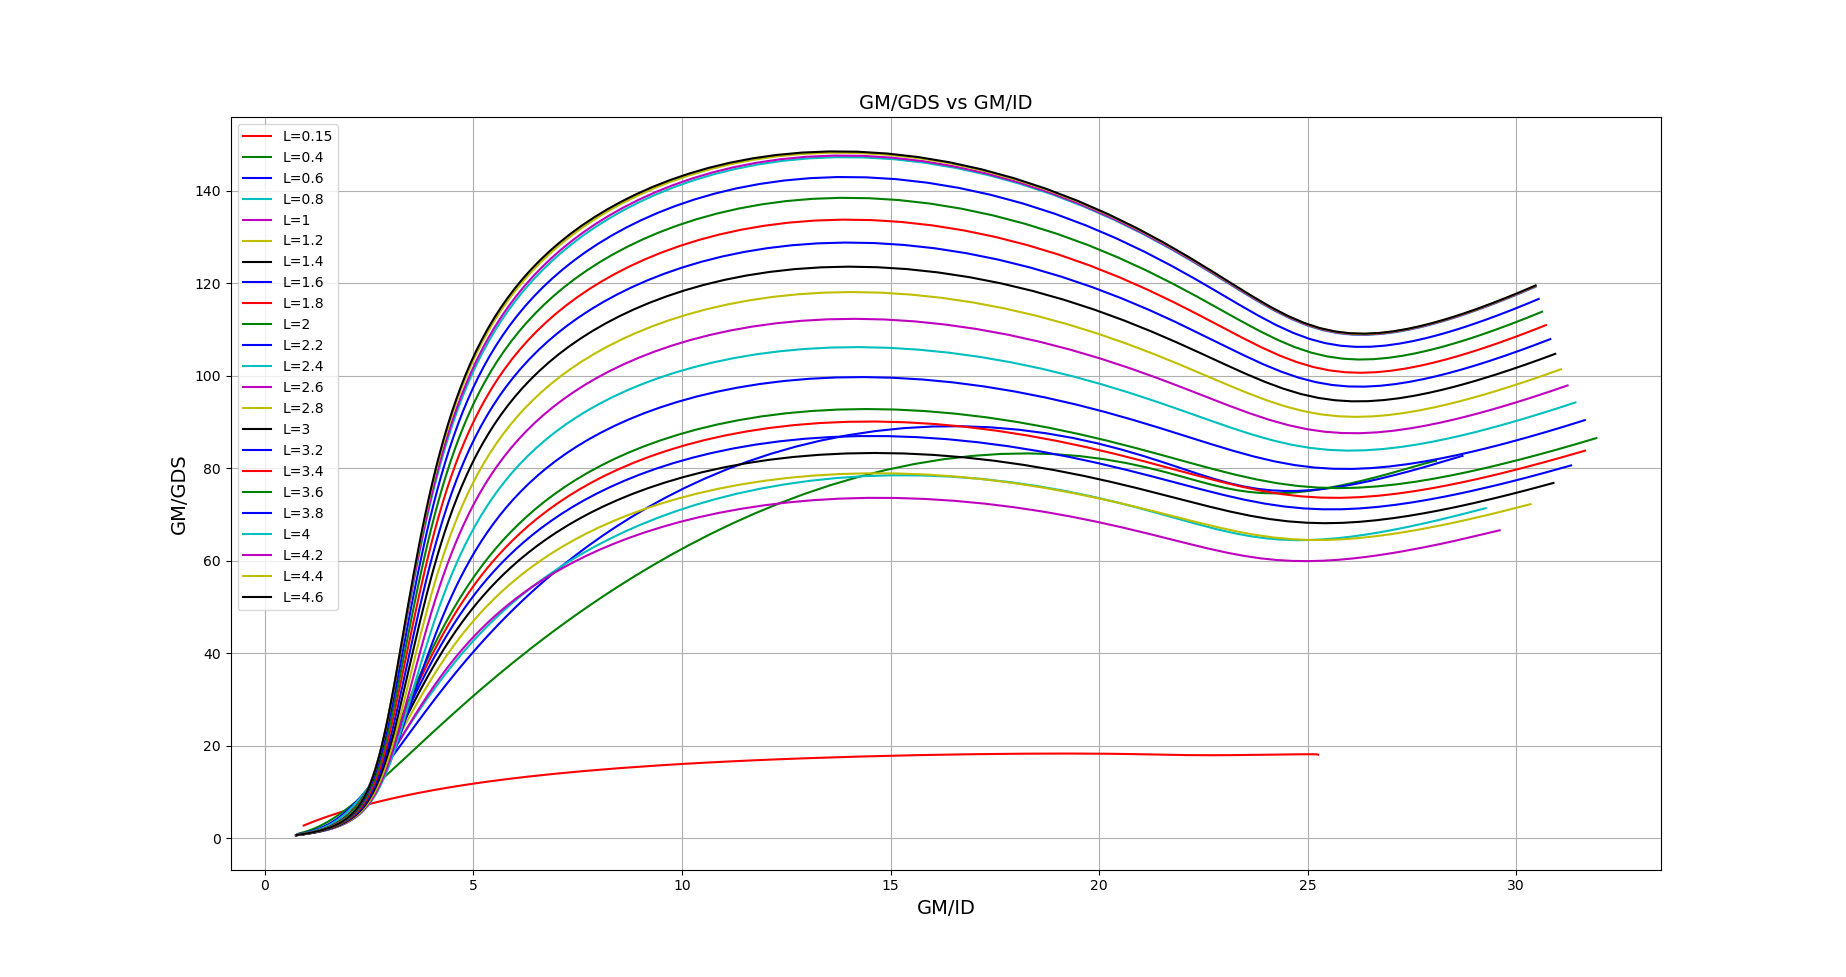 GM/GDS vs GM/ID
L=0.15
L=0.4
L=0.6
L=0.8
L=1
L=1.2
L=1.4
L=1.6
L=1.8
L=2
L=2.2
L=2.4
L=2.6
L=2.8
L=3
L=3.2
L=3.4
L=3.6
L=3.8
L=4
L=4.2
L=4.4
L=4.6
GM/GDS
140
120
100
80
60
40
20
0
0 5 10 15 20 25 30
GM/ID